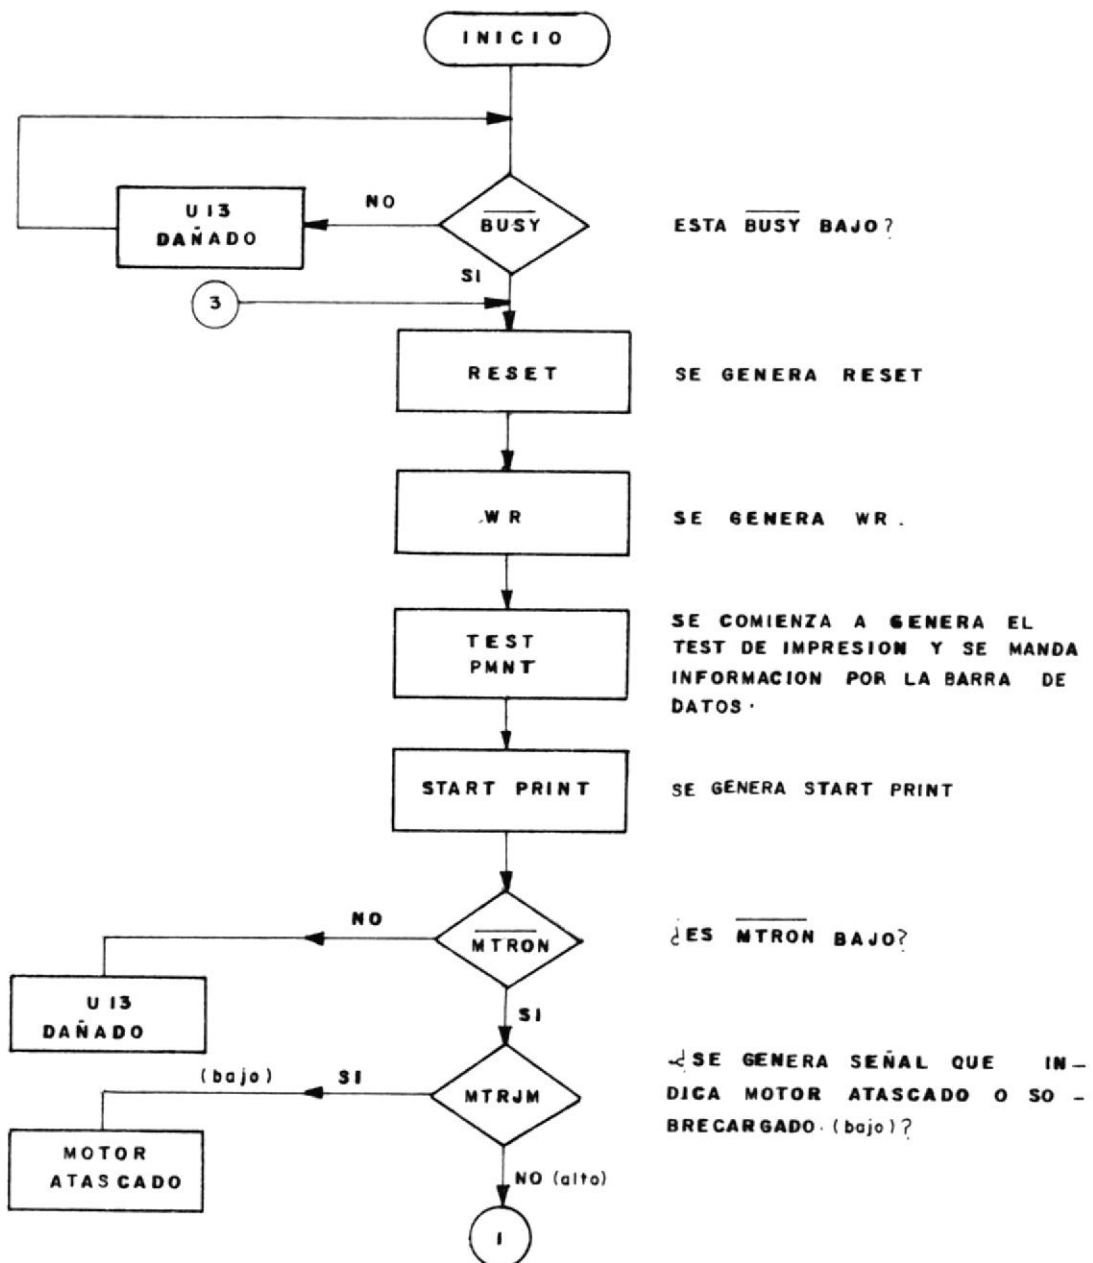 INICIO
NO
U13
DAÑADO
BUSY
ESTA BUSY BAJO?
SI
3
RESET
SE GENERA RESET
WR
SE GENERA WR.
TEST
PMNT
SE COMIENZA A GENERA EL
TEST DE IMPRESION Y SE MANDA
INFORMACION POR LA BARRA DE
DATOS.
START PRINT
SE GENERA START PRINT
NO
MTRON
¿ES MTRON BAJO?
U13
DAÑADO
SI
(bajo) SI
MTRJM
¿SE GENERA SEÑAL QUE IN-
DICA MOTOR ATASCADO O SO-
BRECARGADO.(bajo)?
MOTOR
ATASCADO
NO (alto)
1